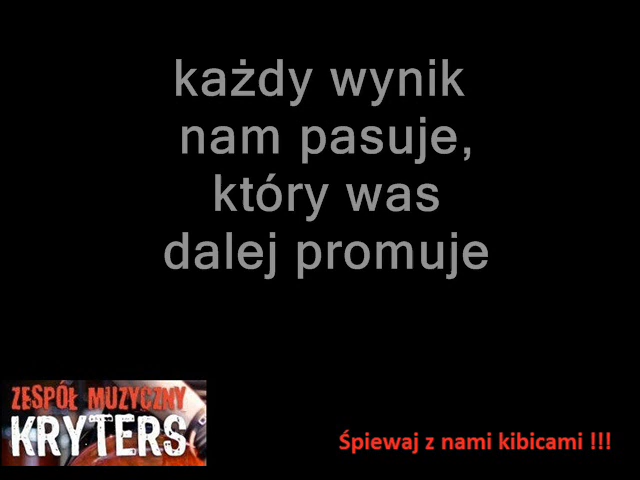 każdy wynik
nam pasuje,
który was
dalej promuje
ZESPÓŁ MUZYCZNY
KRYTERS
Śpiewaj z nami kibicami !!!